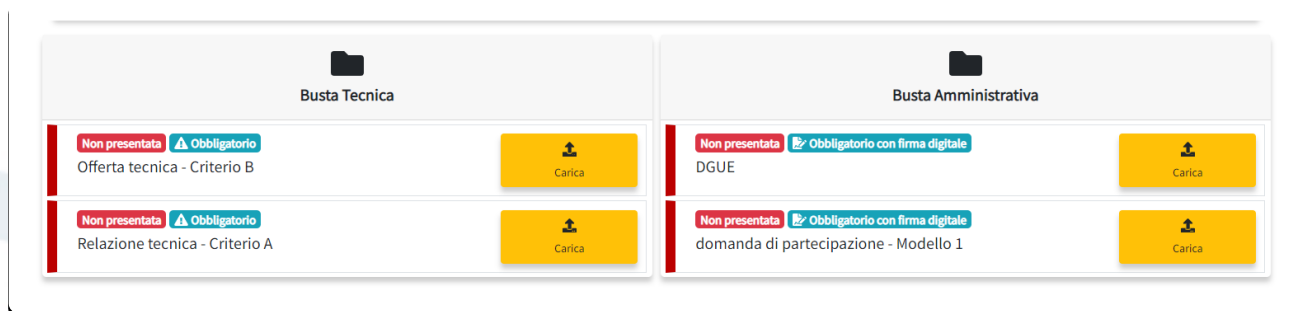 Busta Tecnica
Non presentata Obbligatorio
Offerta tecnica - Criterio B
Carica
Non presentata Obbligatorio
Relazione tecnica - Criterio A
Carica
Busta Amministrativa
Non presentata Obbligatorio con firma digitale
DGUE
Carica
Non presentata Obbligatorio con firma digitale
domanda di partecipazione - Modello 1
Carica